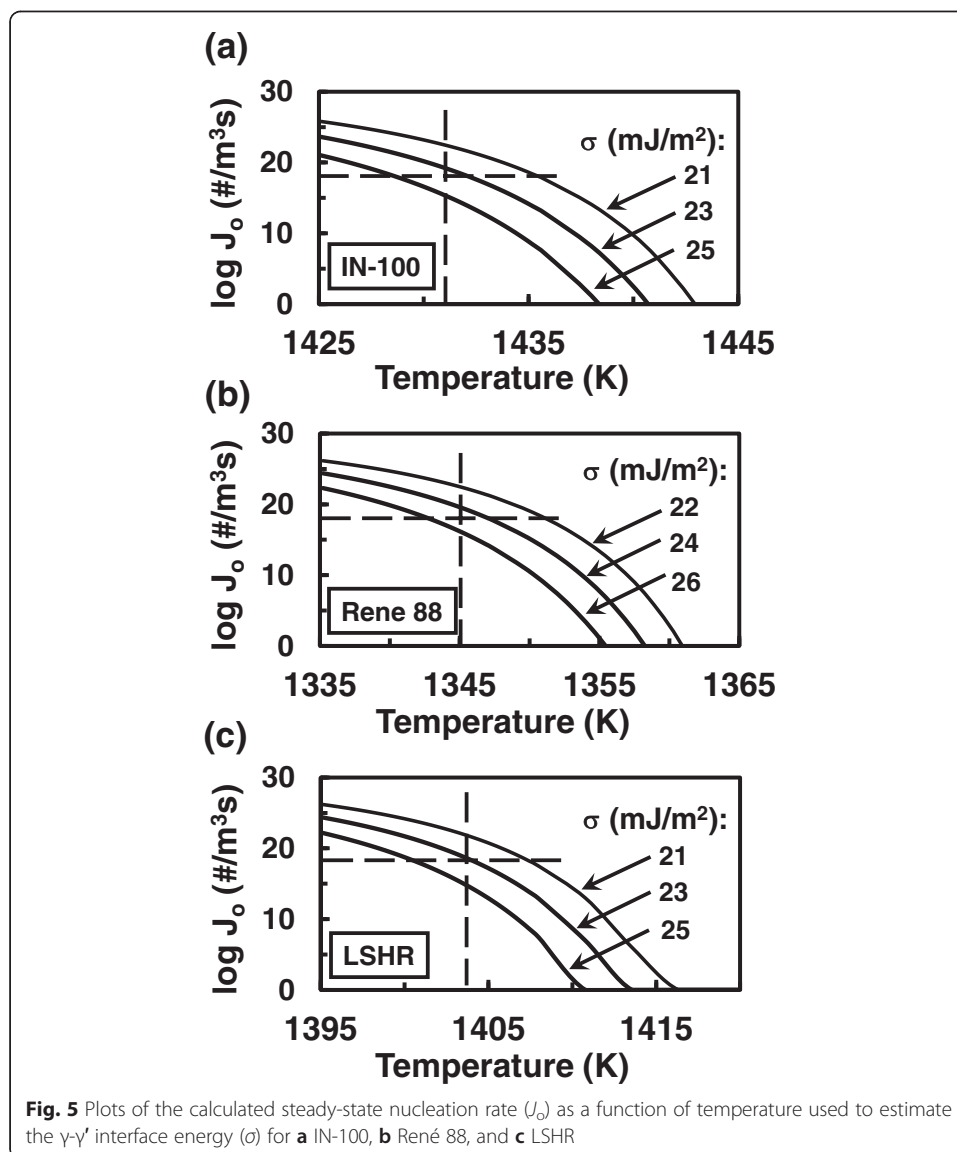 (a)
log Jₒ (#/m³s)
30
20
10
0
σ (mJ/m²):
21
23
25
IN-100
1425 1435 1445
Temperature (K)
(b)
log Jₒ (#/m³s)
30
20
10
0
σ (mJ/m²):
22
24
26
Rene 88
1335 1345 1355 1365
Temperature (K)
(c)
log Jₒ (#/m³s)
30
20
10
0
σ (mJ/m²):
21
23
25
LSHR
1395 1405 1415
Temperature (K)
Fig. 5 Plots of the calculated steady-state nucleation rate (Jₒ) as a function of temperature used to estimate
the γ-γ′ interface energy (σ) for a IN-100, b René 88, and c LSHR